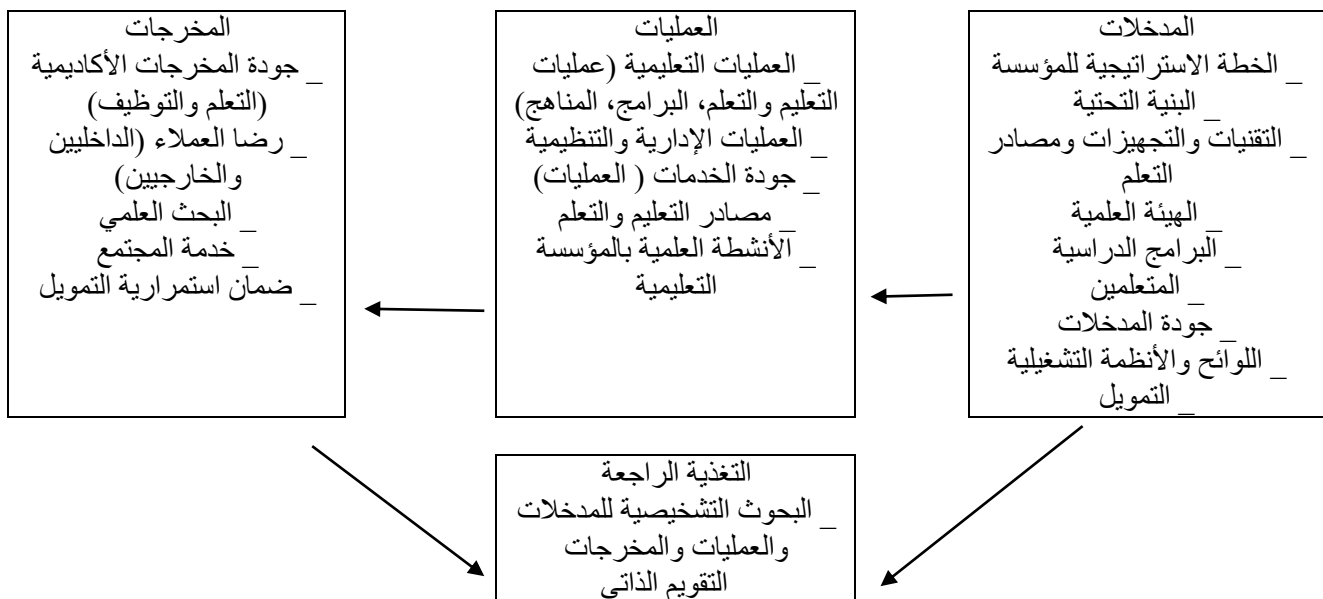 المدخلات
_ الخطة الاستراتيجية للمؤسسة
البنية التحتية
_ التقنيات والتجهيزات ومصادر
التعلم
_ الهيئة العلمية
_ البرامج الدراسية
_ المتعلمين
_ جودة المدخلات
_ اللوائح والأنظمة التشغيلية
_ التمويل
العمليات
_ العمليات التعليمية (عمليات
التعليم والتعلم، البرامج، المناهج)
_ العمليات الإدارية والتنظيمية
_ جودة الخدمات ( العمليات)
_ مصادر التعليم والتعلم
_ الأنشطة العلمية بالمؤسسة
التعليمية
المخرجات
_ جودة المخرجات الأكاديمية
(التعلم والتوظيف)
_ رضا العملاء (الداخليين
والخارجيين)
_ البحث العلمي
_ خدمة المجتمع
_ ضمان استمرارية التمويل
التغذية الراجعة
_ البحوث التشخيصية للمدخلات
والعمليات والمخرجات
التقويم الذاتي